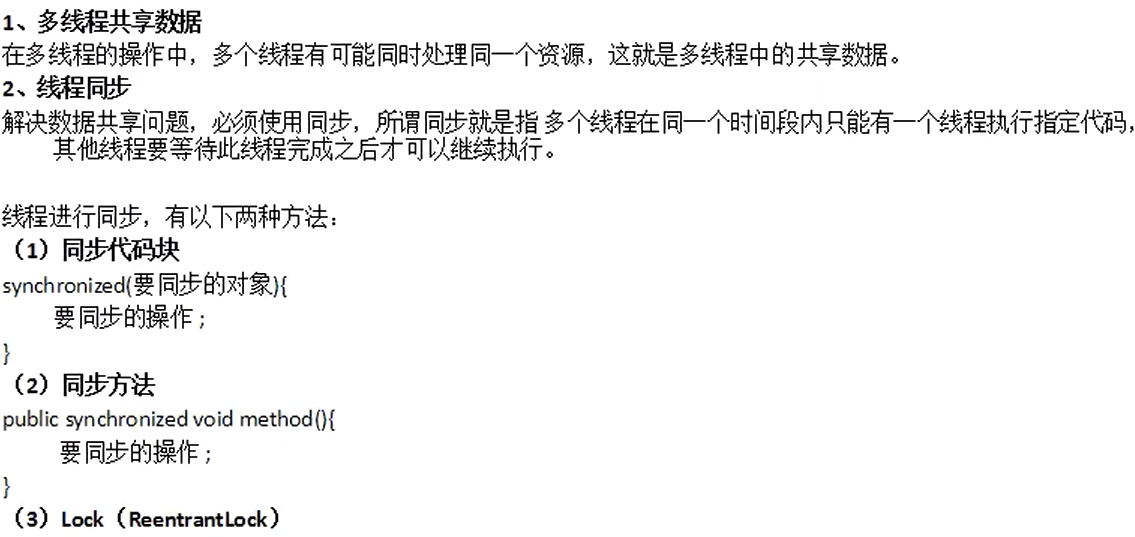 1、多线程共享数据
在多线程的操作中，多个线程有可能同时处理同一个资源，这就是多线程中的共享数据。
2、线程同步
解决数据共享问题，必须使用同步，所谓同步就是指多个线程在同一个时间段内只能有一个线程执行指定代码，
其他线程要等待此线程完成之后才可以继续执行。
线程进行同步，有以下两种方法：
（1）同步代码块
synchronized(要同步的对象){
要同步的操作；
}
（2）同步方法
public synchronized void method(){
要同步的操作；
}
（3）Lock（ReentrantLock）